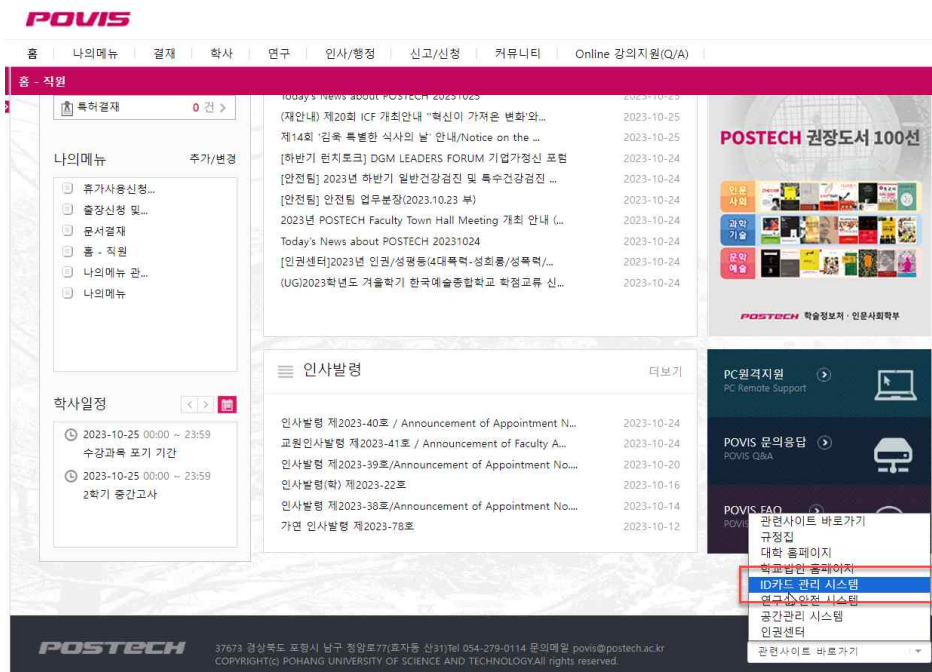 POVIS
홈 나의메뉴 결재 학사 연구 인사/행정 신고/신청 커뮤니티 Online 강의지원(Q/A)
홈 - 직원
특허결재 0 건 >
나의메뉴 추가/변경
휴가사용신청...
출장신청 및...
문서결재
홈 - 직원
나의메뉴 관...
나의메뉴
학사일정
2023-10-25 00:00 ~ 23:59
수강과목 포기 기간
2023-10-25 00:00 ~ 23:59
2학기 중간고사
Today's News about POSTECH 20231025 2023-10-25
(재안내) 제20회 ICF 개최안내 "혁신이 가져온 변화'와... 2023-10-25
제14회 '김욱 특별한 식사의 날' 안내/Notice on the ... 2023-10-25
[하반기 런치토크] DGM LEADERS FORUM 기업가정신 포럼 2023-10-24
[안전팀] 2023년 하반기 일반건강검진 및 특수건강검진 ... 2023-10-24
[안전팀] 안전팀 업무분장(2023.10.23 부) 2023-10-24
2023년 POSTECH Faculty Town Hall Meeting 개최 안내 (... 2023-10-24
Today's News about POSTECH 20231024 2023-10-24
[인권센터]2023년 인권/성평등(4대폭력-성희롱/성폭력/... 2023-10-24
(UG)2023학년도 겨울학기 한국예술종합학교 학점교류 신... 2023-10-24
인사발령 더보기
인사발령 제2023-40호 / Announcement of Appointment N... 2023-10-24
교원인사발령 제2023-41호 / Announcement of Faculty A... 2023-10-24
인사발령 제2023-39호/Announcement of Appointment No.... 2023-10-20
인사발령(학) 제2023-22호 2023-10-16
인사발령 제2023-38호/Announcement of Appointment No.... 2023-10-14
가연 인사발령 제2023-78호 2023-10-12
POSTECH 권장도서 100선
인문
사회
과학
기술
문학
예술
POSTECH 학술정보처 · 인문사회학부
PC원격지원
PC Remote Support
POVIS 문의응답
POVIS Q&A
POVIS FAQ
POVIS
관련사이트 바로가기
규정집
대학 홈페이지
학교법인 홈페이지
ID카드 관리 시스템
연구실 안전 시스템
공간관리 시스템
인권센터
관련사이트 바로가기
POSTECH
37673 경상북도 포항시 남구 청암로77(효자동 산31)Tel 054-279-0114 문의메일 povis@postech.ac.kr
COPYRIGHT(c) POHANG UNIVERSITY OF SCIENCE AND TECHNOLOGY.All rights reserved.